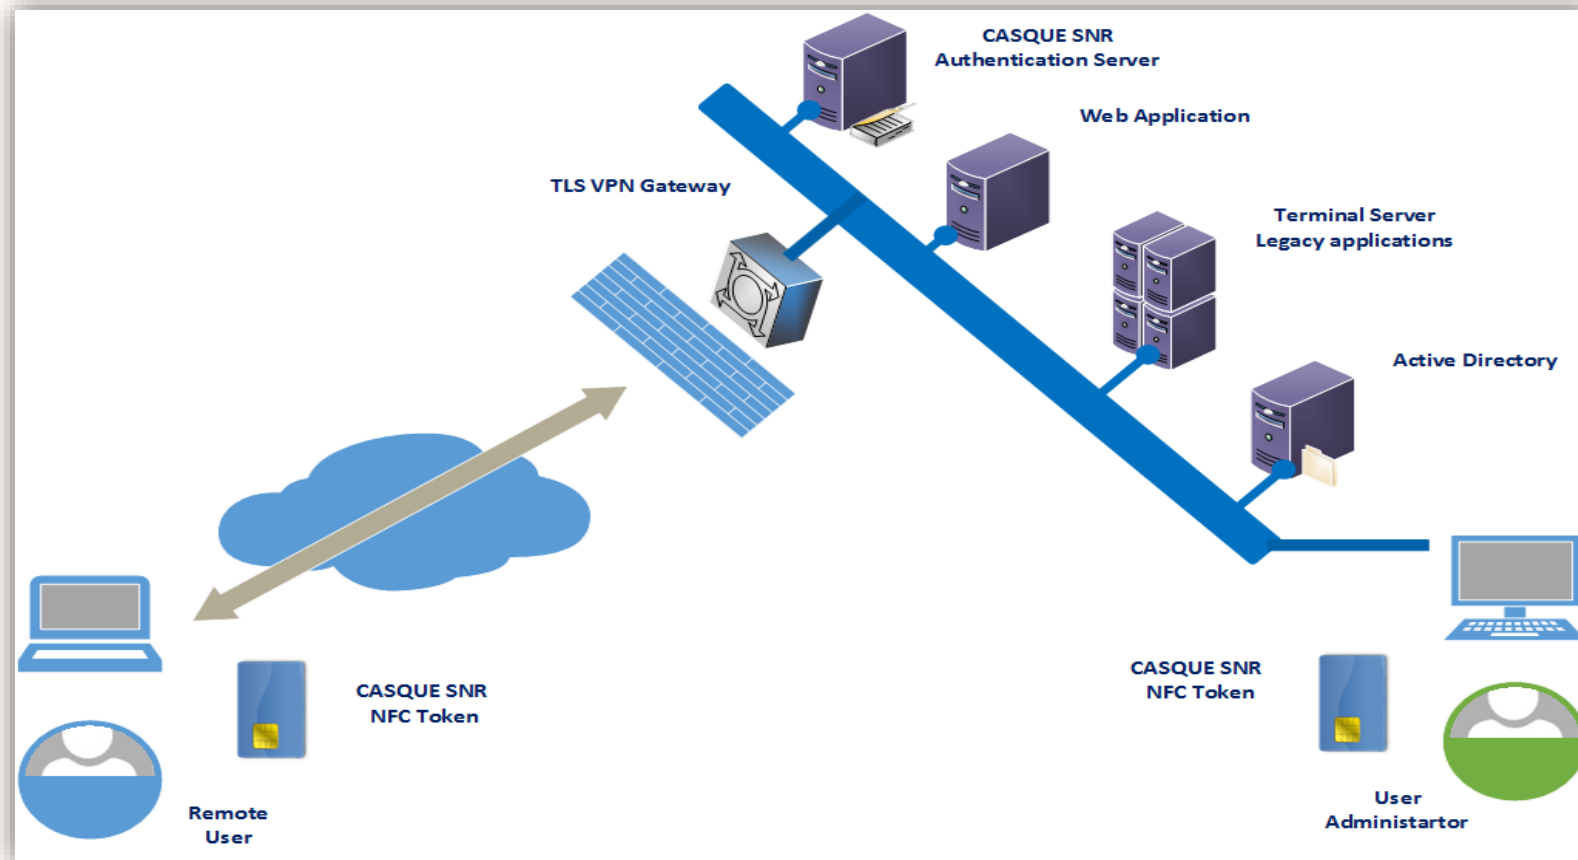 CASQUE SNR
Authentication Server
Web Application
TLS VPN Gateway
Terminal Server
Legacy applications
Active Directory
CASQUE SNR
NFC Token
CASQUE SNR
NFC Token
Remote
User
User
Administartor